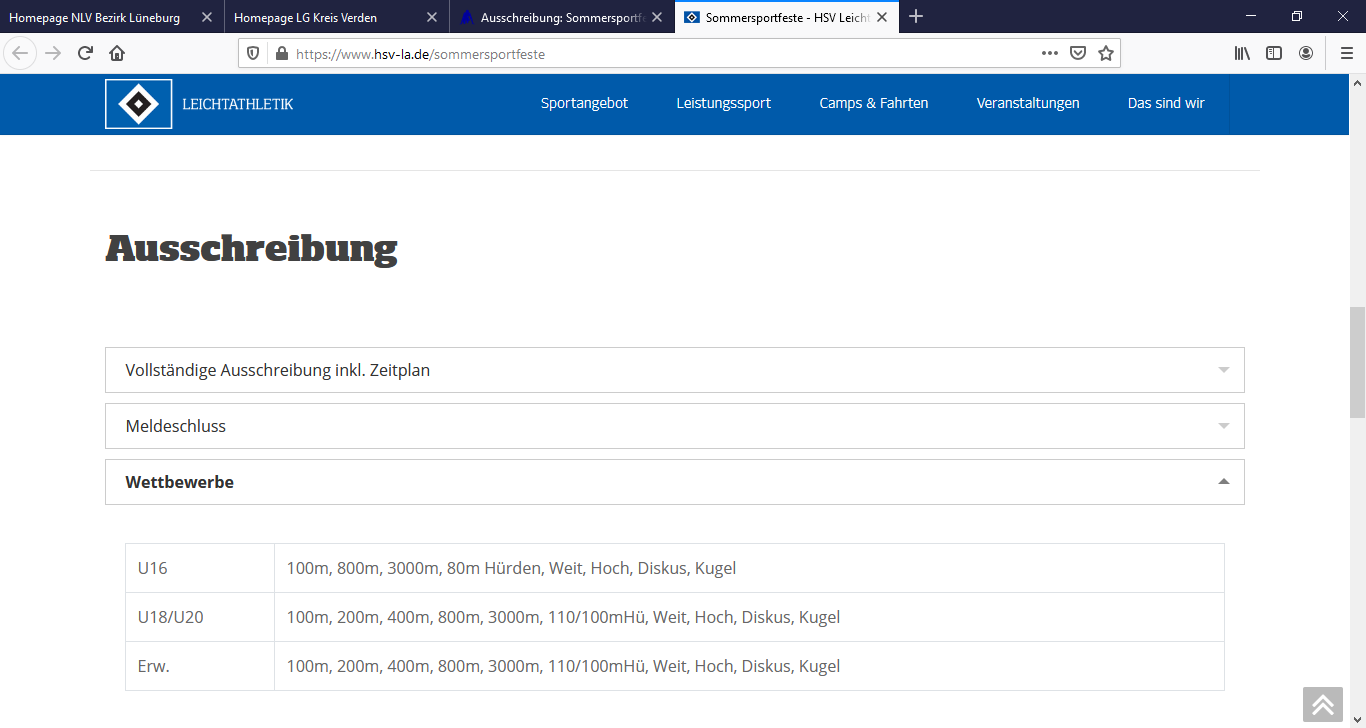 Homepage NLV Bezirk Lüneburg
Homepage LG Kreis Verden
Ausschreibung: Sommersportfe
Sommersportfeste - HSV Leicht
https://www.hsv-la.de/sommersportfeste
LEICHTATHLETIK
Sportangebot
Leistungssport
Camps & Fahrten
Veranstaltungen
Das sind wir
Ausschreibung
Vollständige Ausschreibung inkl. Zeitplan
Meldeschluss
Wettbewerbe
U16 100m, 800m, 3000m, 80m Hürden, Weit, Hoch, Diskus, Kugel
U18/U20 100m, 200m, 400m, 800m, 3000m, 110/100mHü, Weit, Hoch, Diskus, Kugel
Erw. 100m, 200m, 400m, 800m, 3000m, 110/100mHü, Weit, Hoch, Diskus, Kugel